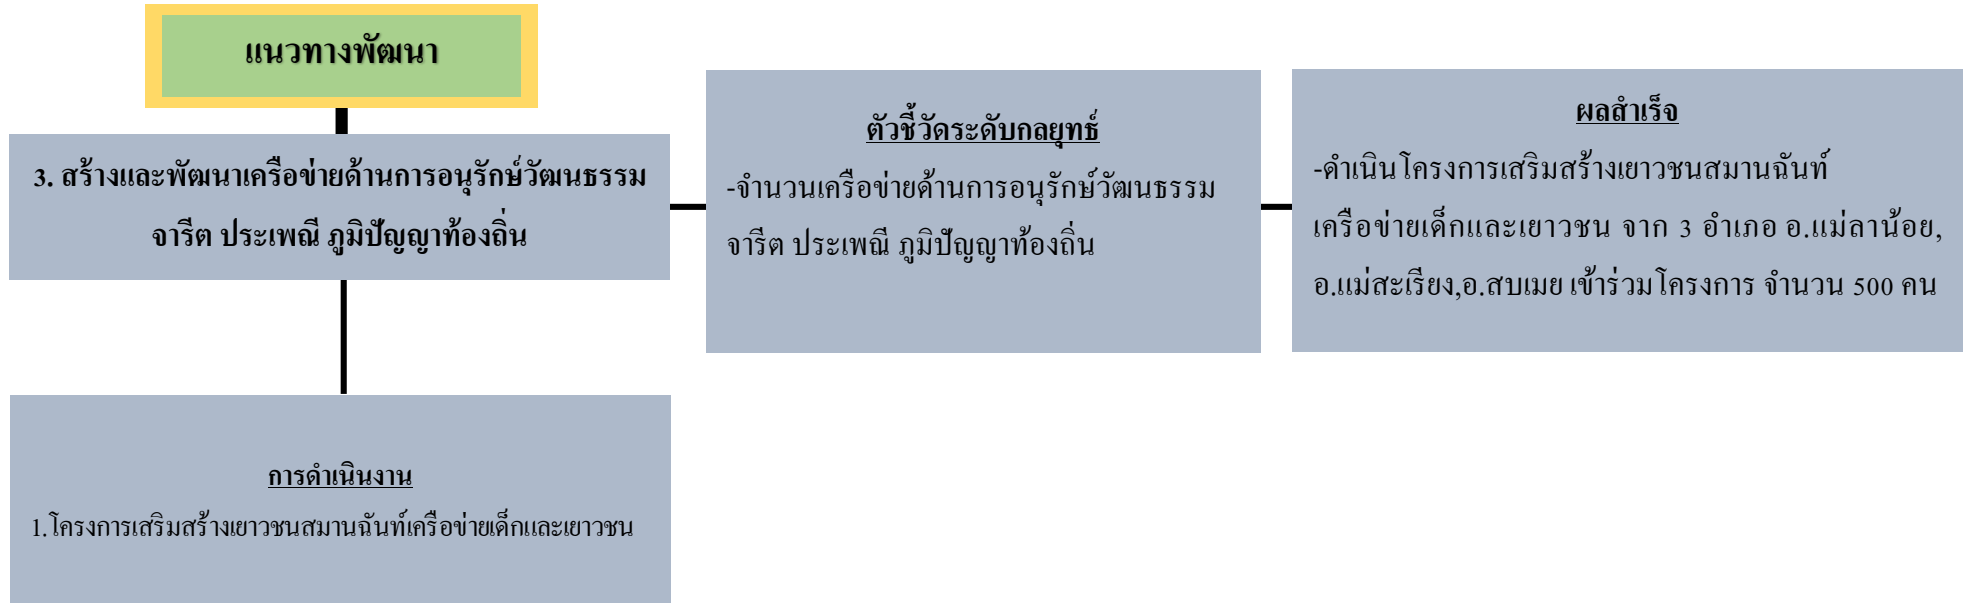 แนวทางพัฒนา
3. สร้างและพัฒนาเครือข่ายด้านการอนุรักษ์วัฒนธรรม
จารีต ประเพณี ภูมิปัญญาท้องถิ่น
ตัวชี้วัดระดับกลยุทธ์
-จำนวนเครือข่ายด้านการอนุรักษ์วัฒนธรรม
จารีต ประเพณี ภูมิปัญญาท้องถิ่น
ผลสำเร็จ
-ดำเนินโครงการเสริมสร้างเยาวชนสมานฉันท์
เครือข่ายเด็กและเยาวชน จาก 3 อำเภอ อ.แม่ลาน้อย,
อ.แม่สะเรียง,อ.สบเมย เข้าร่วมโครงการ จำนวน 500 คน
การดำเนินงาน
1.โครงการเสริมสร้างเยาวชนสมานฉันท์เครือข่ายเด็กและเยาวชน